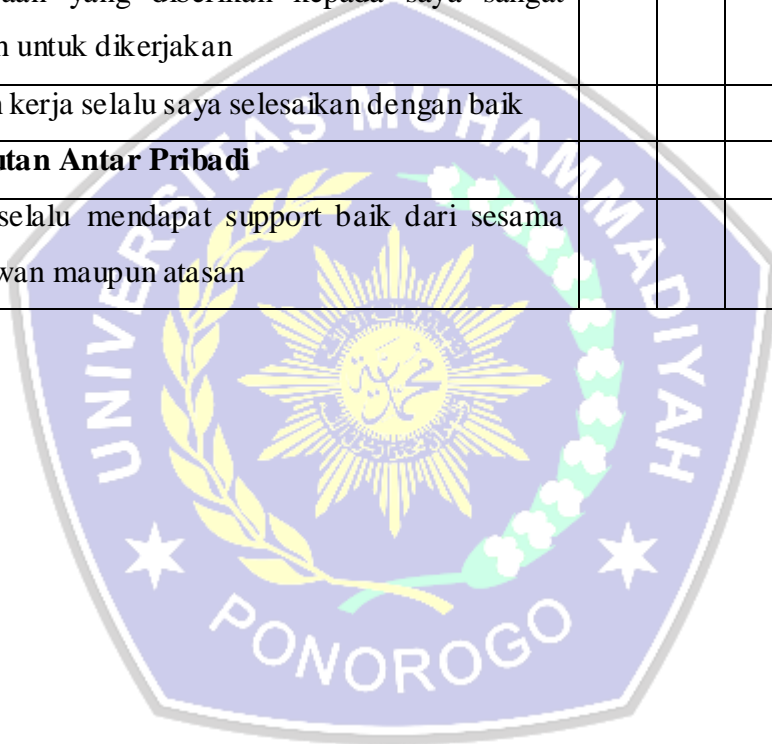 yang diberikan kepada saya sangat
untuk dikerjakan
kerja selalu saya selesaikan dengan baik
utan Antar Pribadi
selalu mendapat support baik dari sesama
wan maupun atasan
UNIVERSITAS MUHAMMADIYAH
PONOROGO